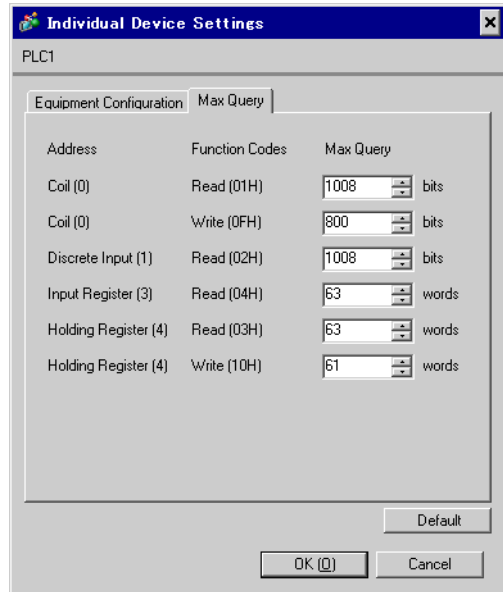 Individual Device Settings
PLC1
Equipment Configuration Max Query
Address Function Codes Max Query
Coil (0) Read (01H) 1008 bits
Coil (0) Write (0FH) 800 bits
Discrete Input (1) Read (02H) 1008 bits
Input Register (3) Read (04H) 63 words
Holding Register (4) Read (03H) 63 words
Holding Register (4) Write (10H) 61 words
Default
OK (O) Cancel